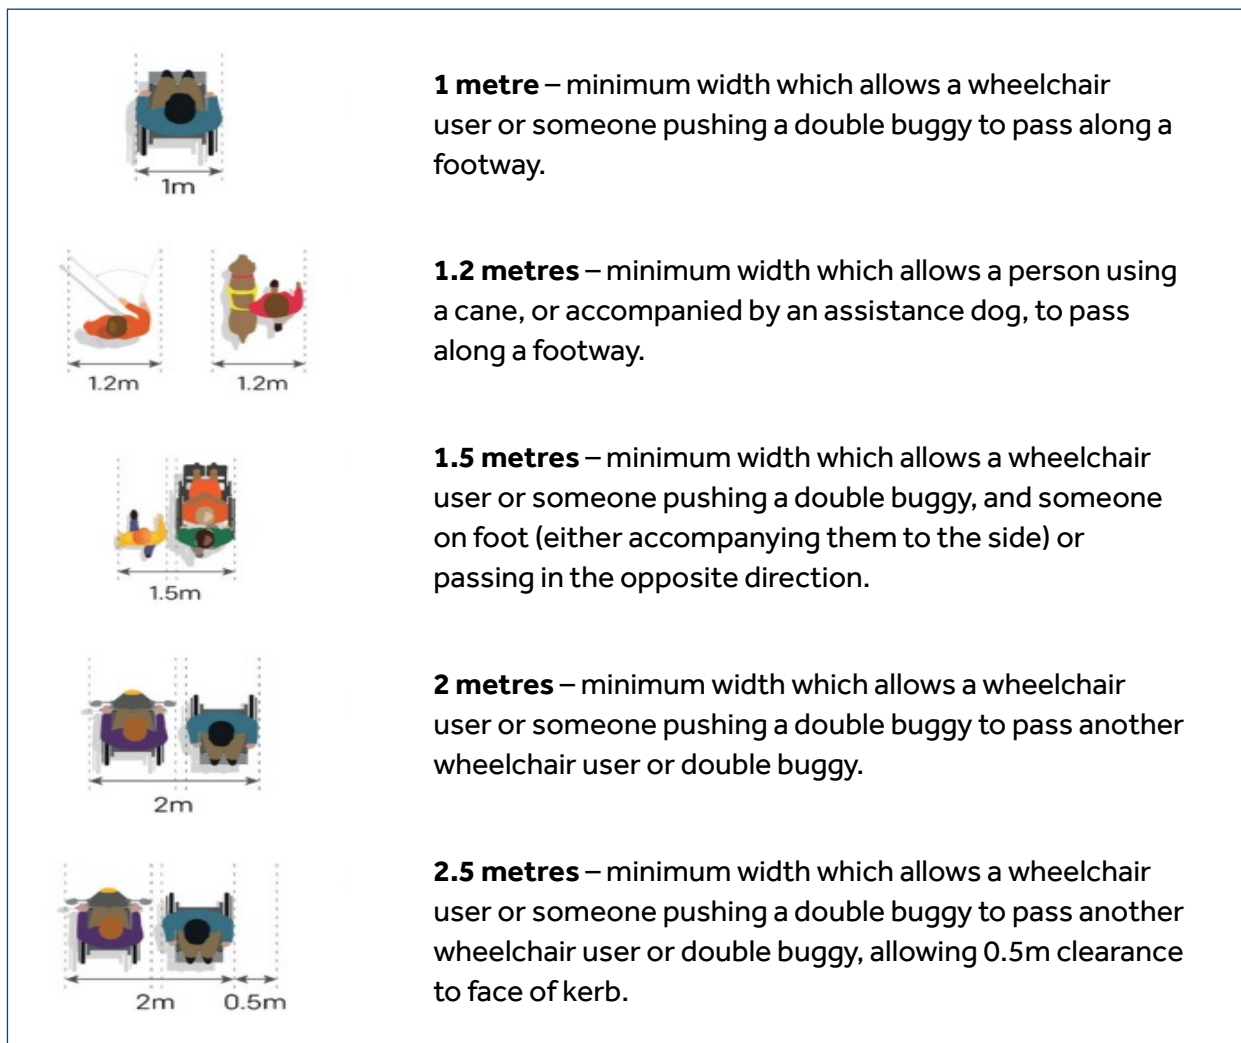 1 metre – minimum width which allows a wheelchair
user or someone pushing a double buggy to pass along a
footway.
1m
1.2 metres – minimum width which allows a person using
a cane, or accompanied by an assistance dog, to pass
along a footway.
1.2m
1.2m
1.5 metres – minimum width which allows a wheelchair
user or someone pushing a double buggy, and someone
on foot (either accompanying them to the side) or
passing in the opposite direction.
1.5m
2 metres – minimum width which allows a wheelchair
user or someone pushing a double buggy to pass another
wheelchair user or double buggy.
2m
2.5 metres – minimum width which allows a wheelchair
user or someone pushing a double buggy to pass another
wheelchair user or double buggy, allowing 0.5m clearance
to face of kerb.
2m
0.5m